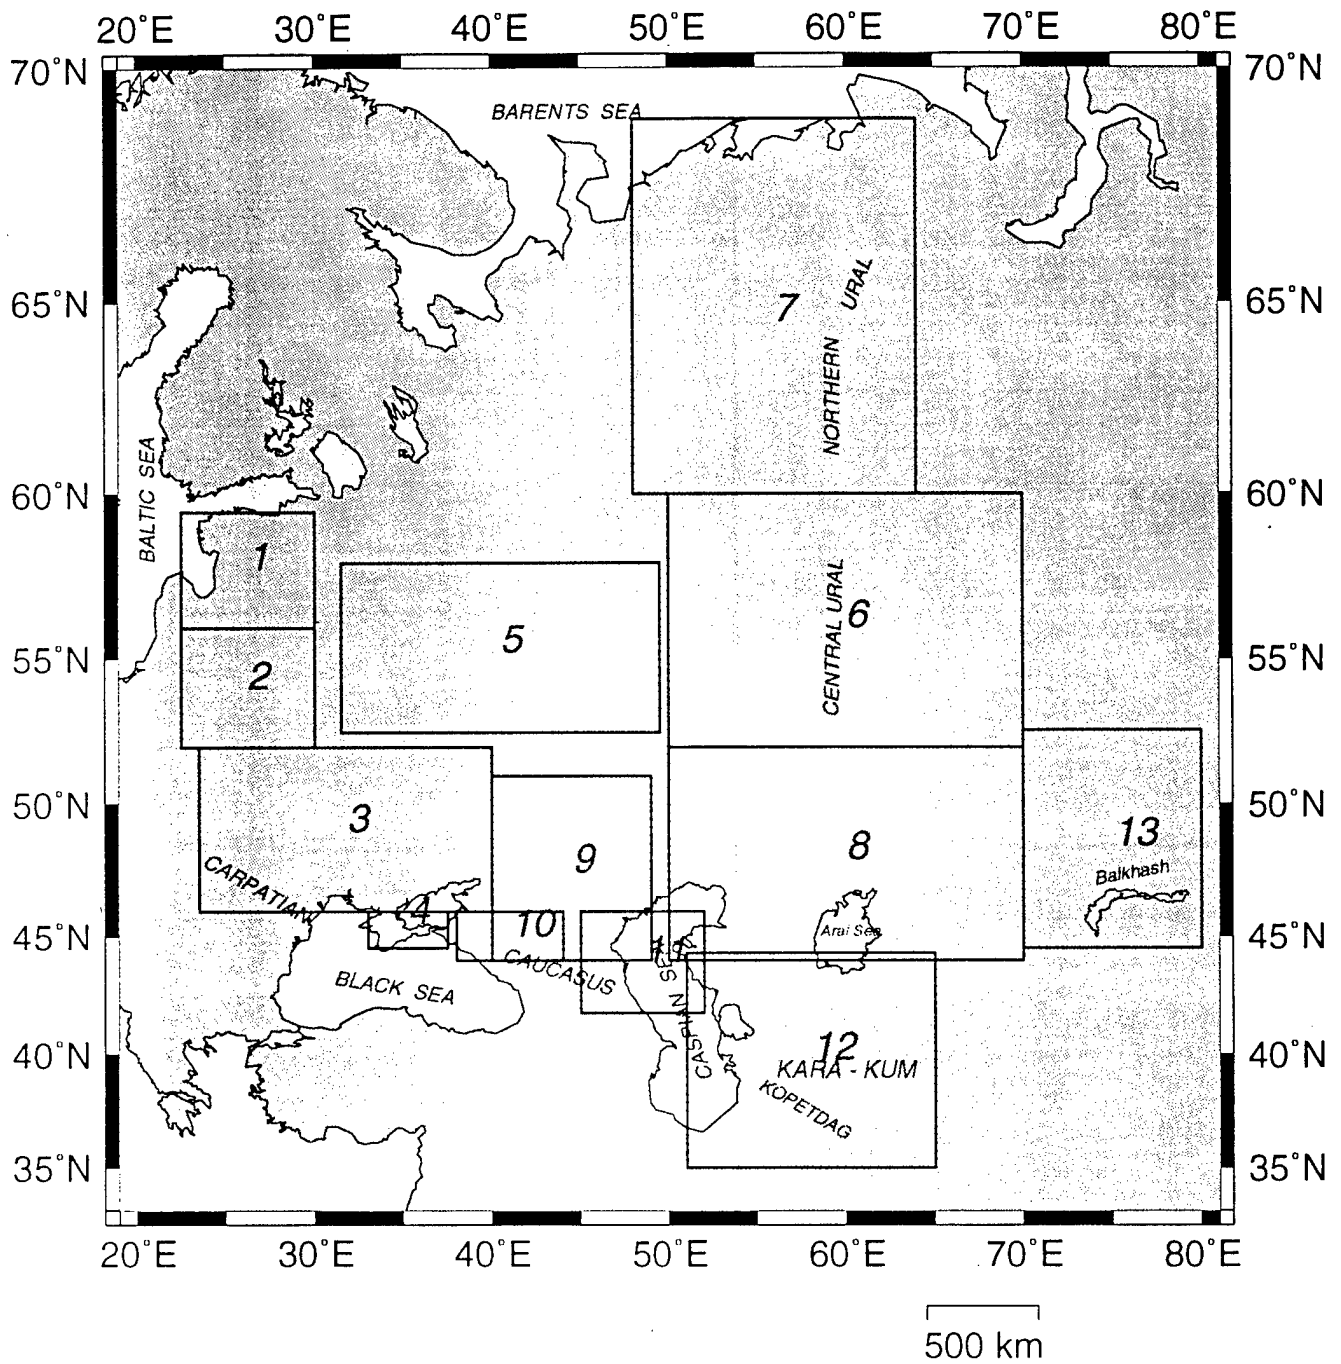 20°E 30°E 40°E 50°E 60°E 70°E 80°E
70°N 70°N
BARENTS SEA
URAL
7
65°N 65°N
NORTHERN
BALTIC SEA
60°N 60°N
1
CENTRAL URAL
6
5
55°N 55°N
2
50°N 50°N
3
13
8
9
Balkhash
CARPATIAN
4
10
Aral Sea
45°N 45°N
CAUCASUS
BLACK SEA
CASPIAN SEA
12
40°N 40°N
KARA - KUM
KOPETDAG
35°N 35°N
20°E 30°E 40°E 50°E 60°E 70°E 80°E
500 km